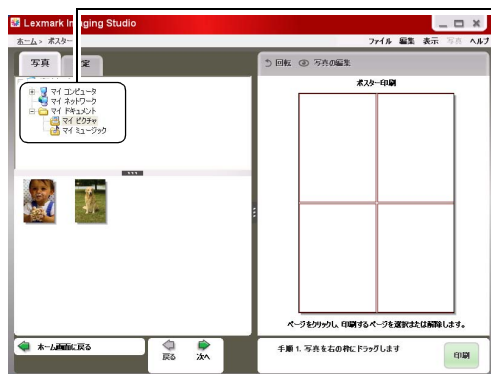 Lexmark Imaging Studio
ホーム > ポスター
ファイル 編集 表示 写真 ヘルプ
写真
定
回転 写真の編集
マイ コンピュータ
マイ ネットワーク
マイ ドキュメント
マイ ピクチャ
マイ ミュージック
ポスター印刷
ページをクリックし、印刷するページを選択または解除します。
ホーム画面に戻る
戻る 次へ
手順 1. 写真を右の枠にドラッグします
印刷